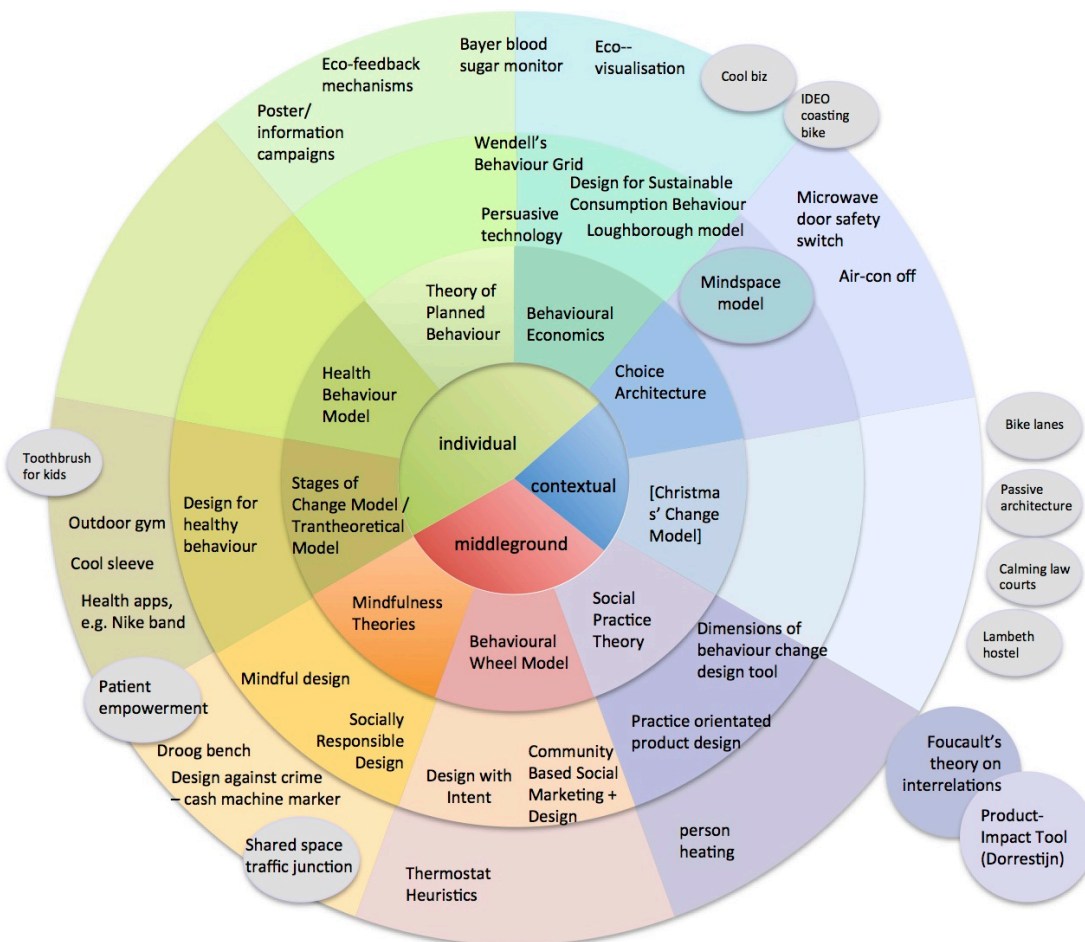 Bayer blood
sugar monitor
Eco--
visualisation
Cool biz
Eco-feedback
mechanisms
IDEO
coasting
bike
Poster/
information
campaigns
Wendell's
Behaviour Grid
Design for Sustainable
Consumption Behaviour
Loughborough model
Persuasive
technology
Microwave
door safety
switch
Air-con off
Mindspace
model
Theory of
Planned
Behaviour
Behavioural
Economics
Health
Behaviour
Model
Choice
Architecture
individual
contextual
middleground
Bike lanes
Toothbrush
for kids
Stages of
Change Model /
Trantheoretical
Model
[Christma
s' Change
Model]
Passive
architecture
Design for
healthy
behaviour
Outdoor gym
Cool sleeve
Health apps,
e.g. Nike band
Calming law
courts
Lambeth
hostel
Mindfulness
Theories
Behavioural
Wheel Model
Social
Practice
Theory
Dimensions of
behaviour change
design tool
Patient
empowerment
Mindful design
Socially
Responsible
Design
Practice orientated
product design
Droog bench
Design against crime
– cash machine marker
Design with
Intent
Community
Based Social
Marketing +
Design
Foucault's
theory on
interrelations
Product-
Impact Tool
(Dorrestijn)
Shared space
traffic junction
Thermostat
Heuristics
person
heating